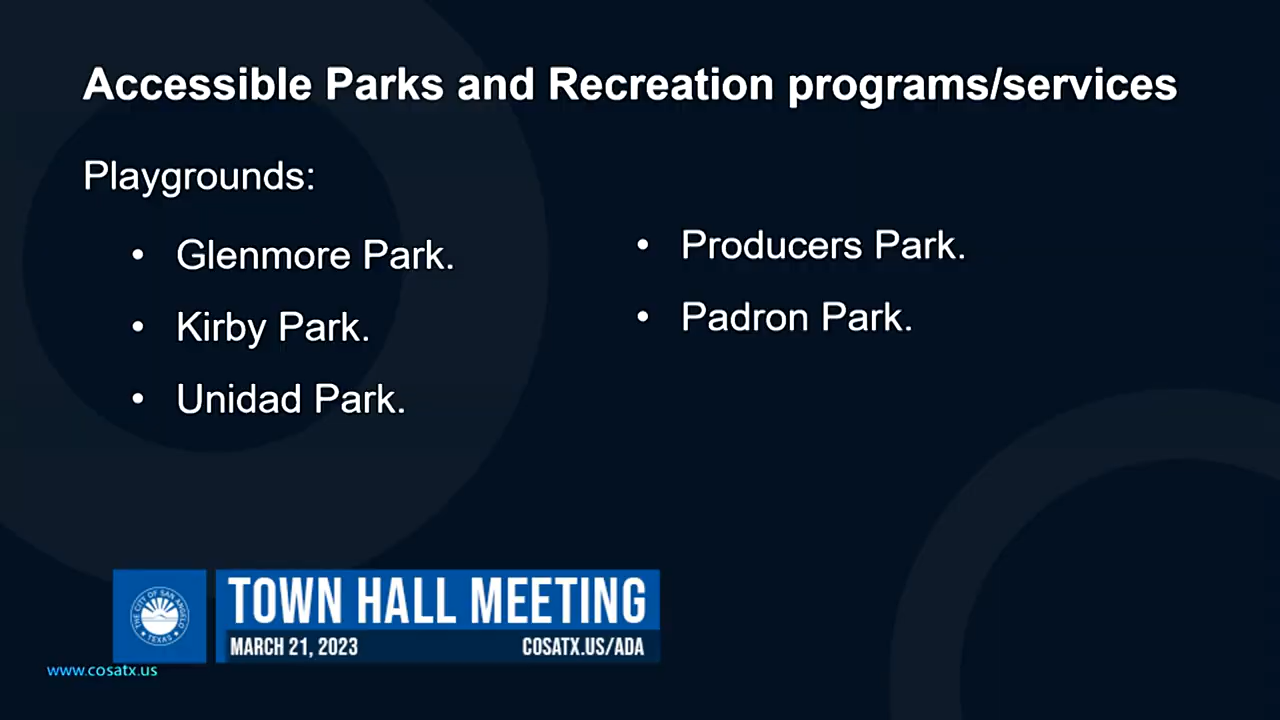 Accessible Parks and Recreation programs/services
Playgrounds:
• Glenmore Park.
• Kirby Park.
• Unidad Park.
• Producers Park.
• Padron Park.
THE CITY OF SAN ANGELO
TEXAS
TOWN HALL MEETING
MARCH 21, 2023
COSATX.US/ADA
www.cosatx.us